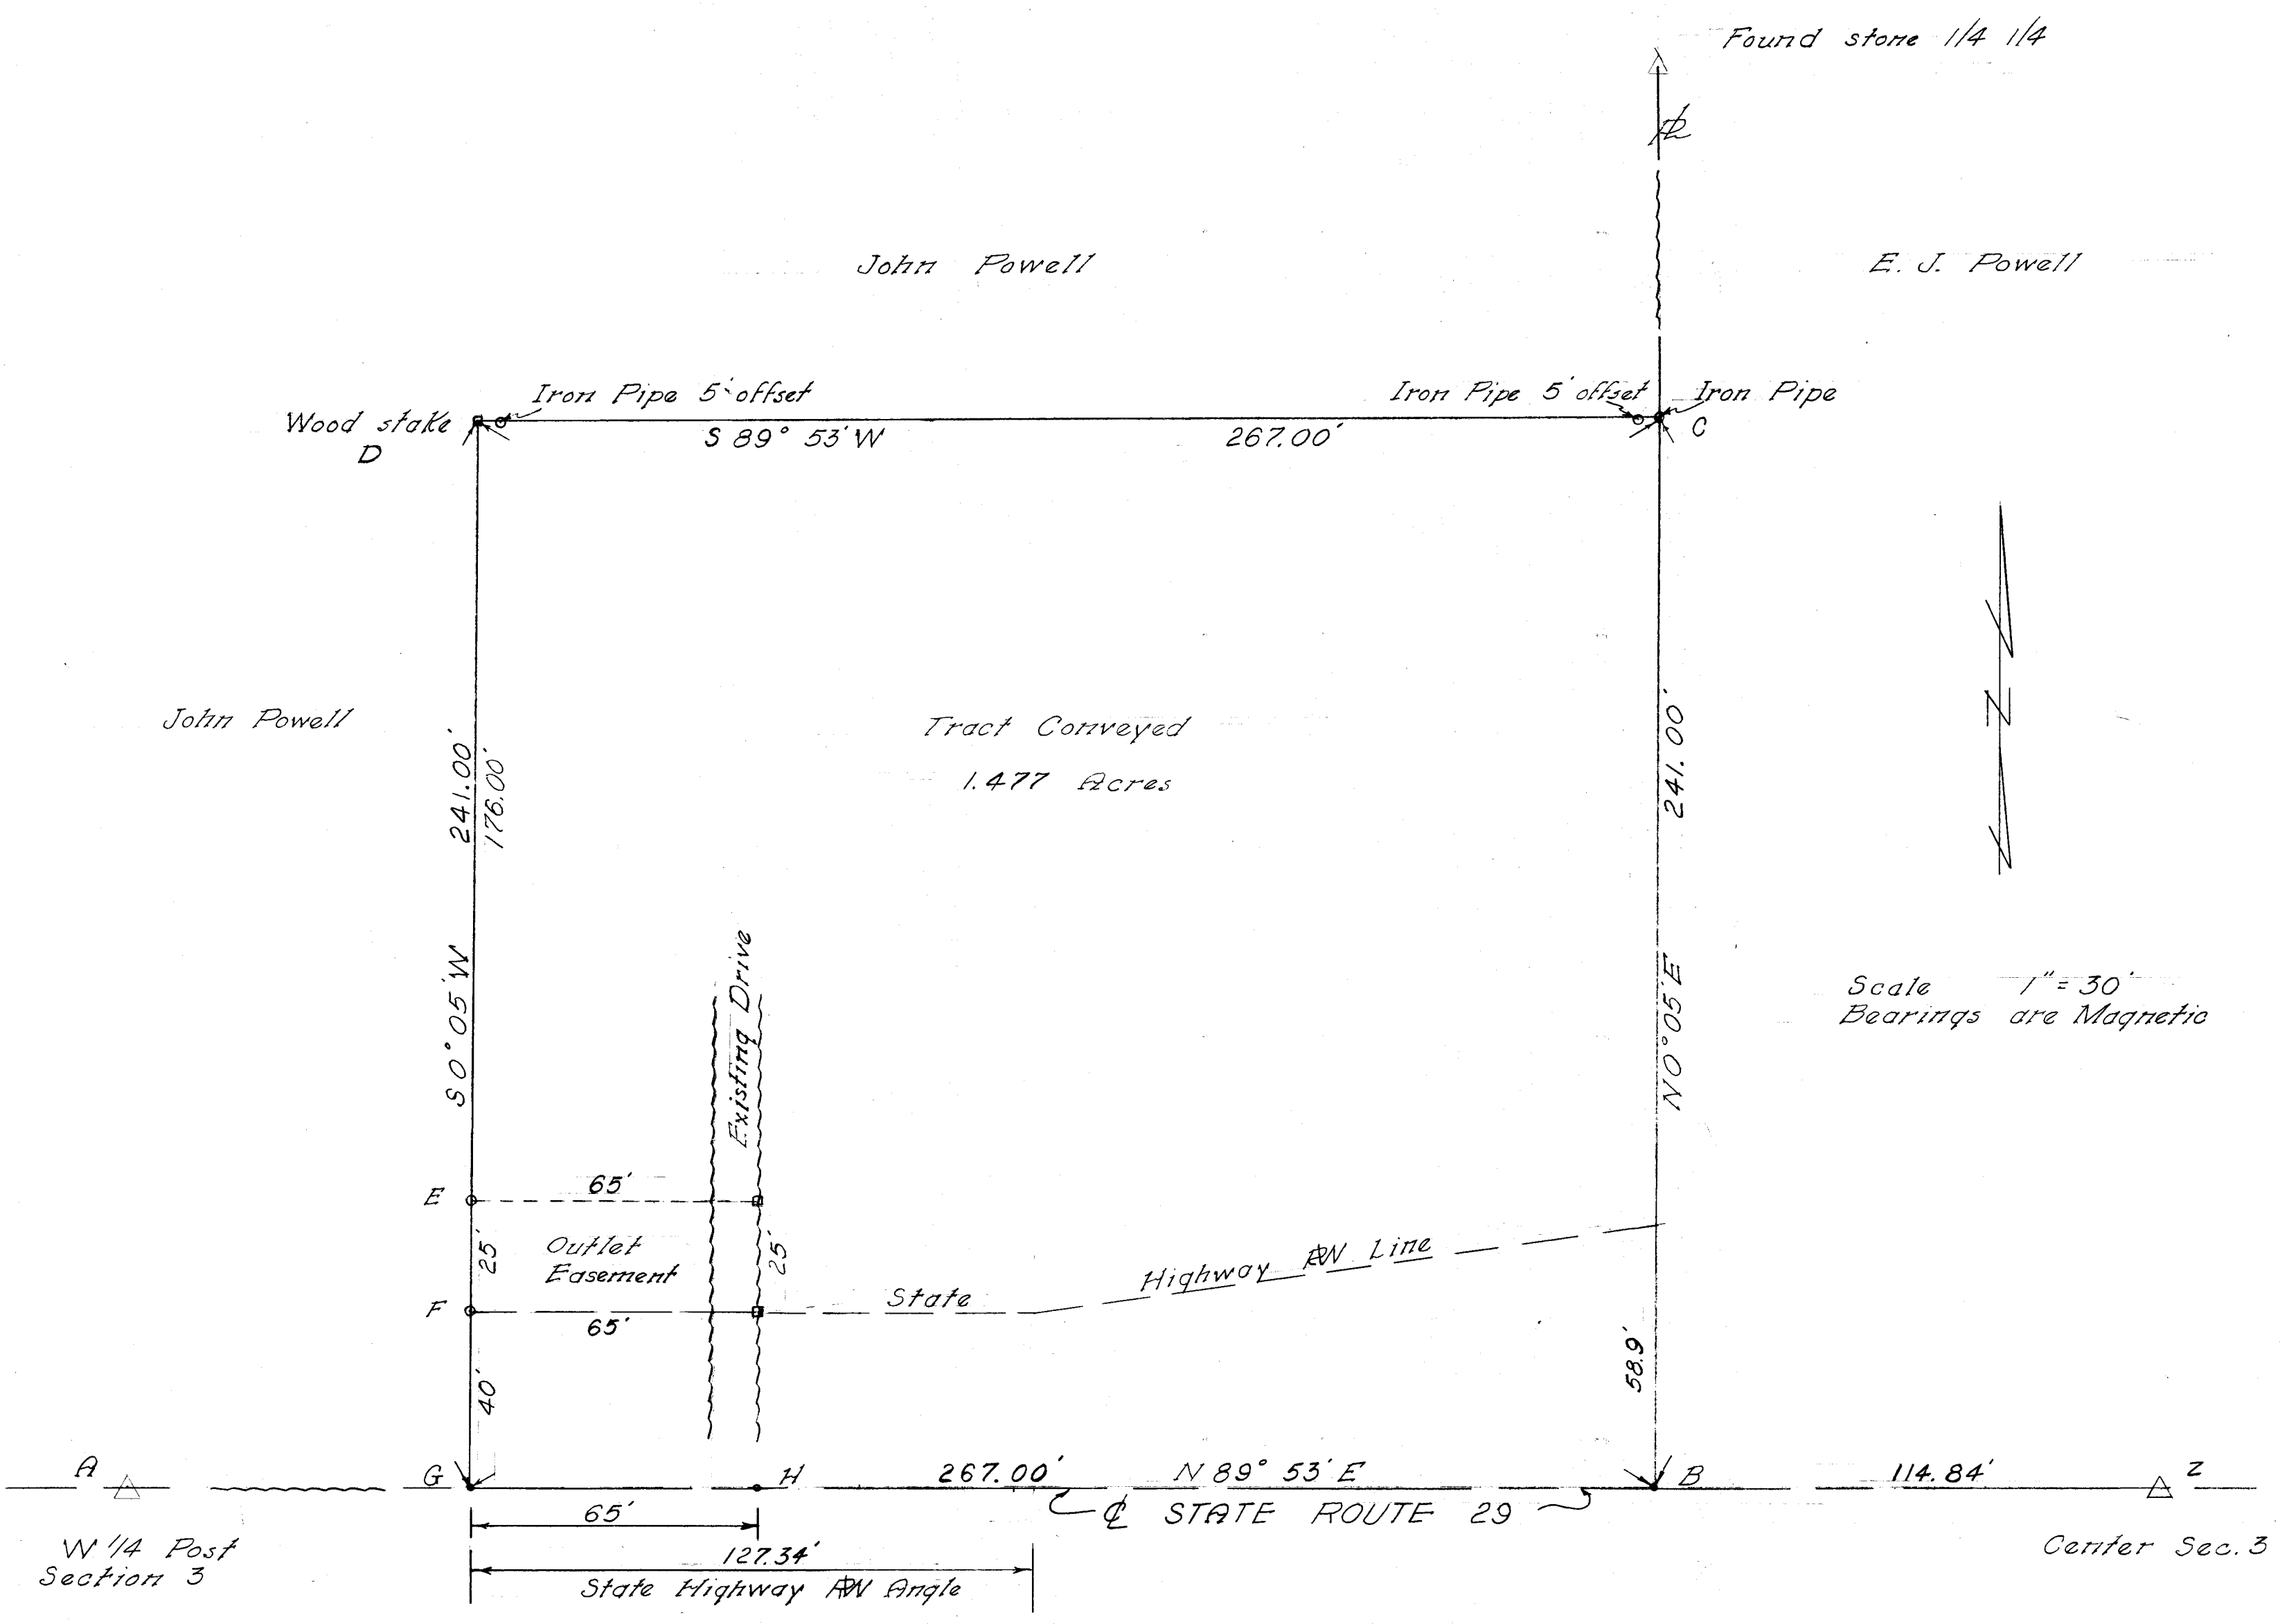 Found stone 1/4 1/4
PL
John Powell
E. J. Powell
Iron Pipe 5' offset
Iron Pipe 5' offset
Iron Pipe
Wood stake
D
S 89° 53' W
267.00'
C
John Powell
Tract Conveyed
1.477 Acres
241.00'
176.00'
S 0° 05' W
241.00'
N 0° 05' E
N
Scale 1" = 30'
Bearings are Magnetic
Existing Drive
E
65'
25'
Outlet
Easement
25'
F
65'
State Highway R/W Line
40'
58.9'
A
G
H
267.00'
N 89° 53' E
B
114.84'
Z
65'
℄ STATE ROUTE 29
W 1/4 Post
Section 3
127.34'
State Highway R/W Angle
Center Sec. 3